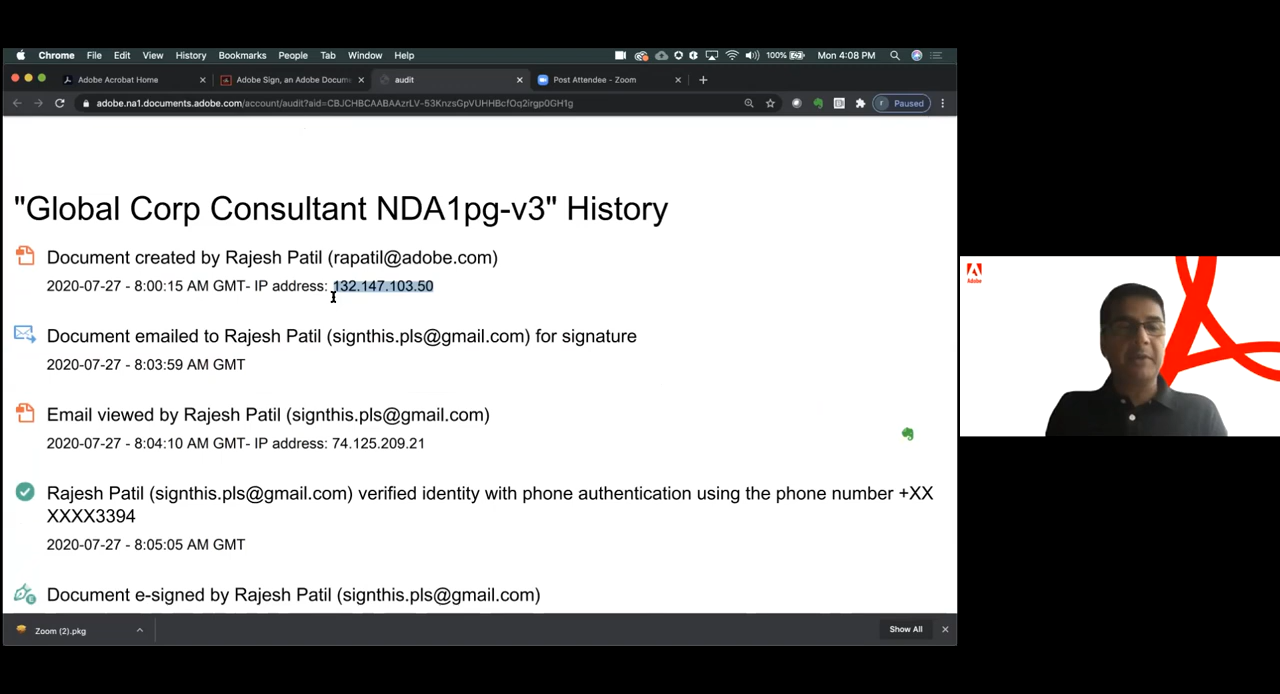 Chrome File Edit View History Bookmarks People Tab Window Help 100% Mon 4:08 PM
Adobe Acrobat Home Adobe Sign, an Adobe Docum audit Post Attendee - Zoom
adobe.na1.documents.adobe.com/account/audit?aid=CBJCHBCAABAAzrLV-53KnzsGpVUHHBcfOq2irgp0GH1g Paused
"Global Corp Consultant NDA1pg-v3" History
Document created by Rajesh Patil (rapatil@adobe.com)
2020-07-27 - 8:00:15 AM GMT- IP address: 132.147.103.50
Document emailed to Rajesh Patil (signthis.pls@gmail.com) for signature
2020-07-27 - 8:03:59 AM GMT
Email viewed by Rajesh Patil (signthis.pls@gmail.com)
2020-07-27 - 8:04:10 AM GMT- IP address: 74.125.209.21
Rajesh Patil (signthis.pls@gmail.com) verified identity with phone authentication using the phone number +XX
XXXX3394
2020-07-27 - 8:05:05 AM GMT
Document e-signed by Rajesh Patil (signthis.pls@gmail.com)
Zoom (2).pkg Show All
Adobe